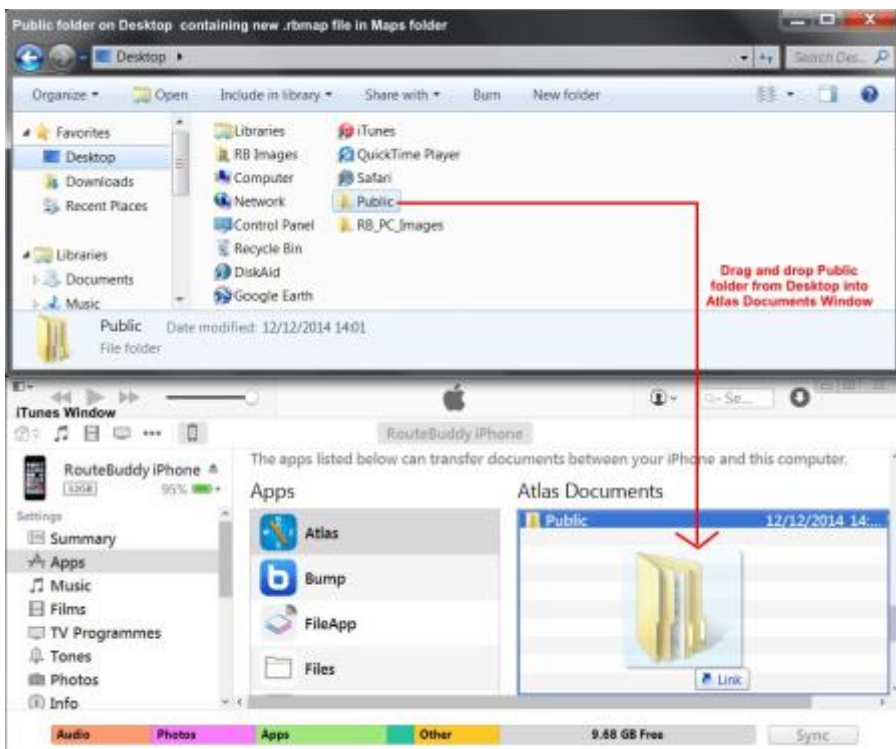 Public folder on Desktop containing new .rbmap file in Maps folder
Desktop
Search Des...
Organize
Open
Include in library
Share with
Burn
New folder
Favorites
Desktop
Downloads
Recent Places
Libraries
Documents
Music
Libraries
RB Images
Computer
Network
Control Panel
Recycle Bin
DiskAid
Google Earth
iTunes
QuickTime Player
Safari
Public
RB_PC_Images
Drag and drop Public
folder from Desktop into
Atlas Documents Window
Public
Date modified: 12/12/2014 14:01
File folder
iTunes Window
Se...
RouteBuddy iPhone
RouteBuddy iPhone
32GB
95%
Settings
Summary
Apps
Music
Films
TV Programmes
Tones
Photos
Info
The apps listed below can transfer documents between your iPhone and this computer.
Apps
Atlas
Bump
FileApp
Files
Atlas Documents
Public
12/12/2014 14:...
Link
Audio
Photos
Apps
Other
9.68 GB Free
Sync